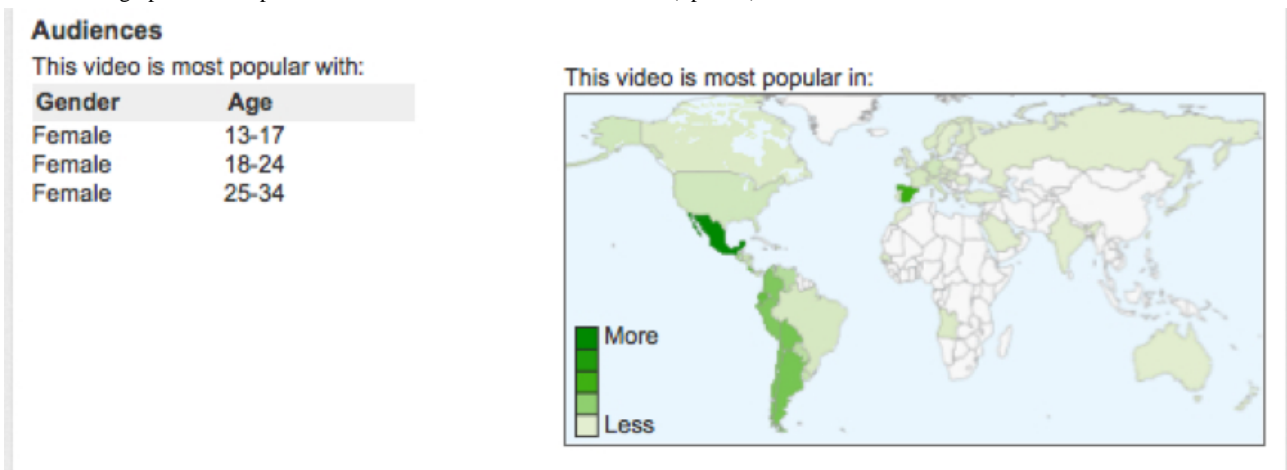 Audiences
This video is most popular with:
Gender Age
Female 13-17
Female 18-24
Female 25-34
This video is most popular in:
More
Less